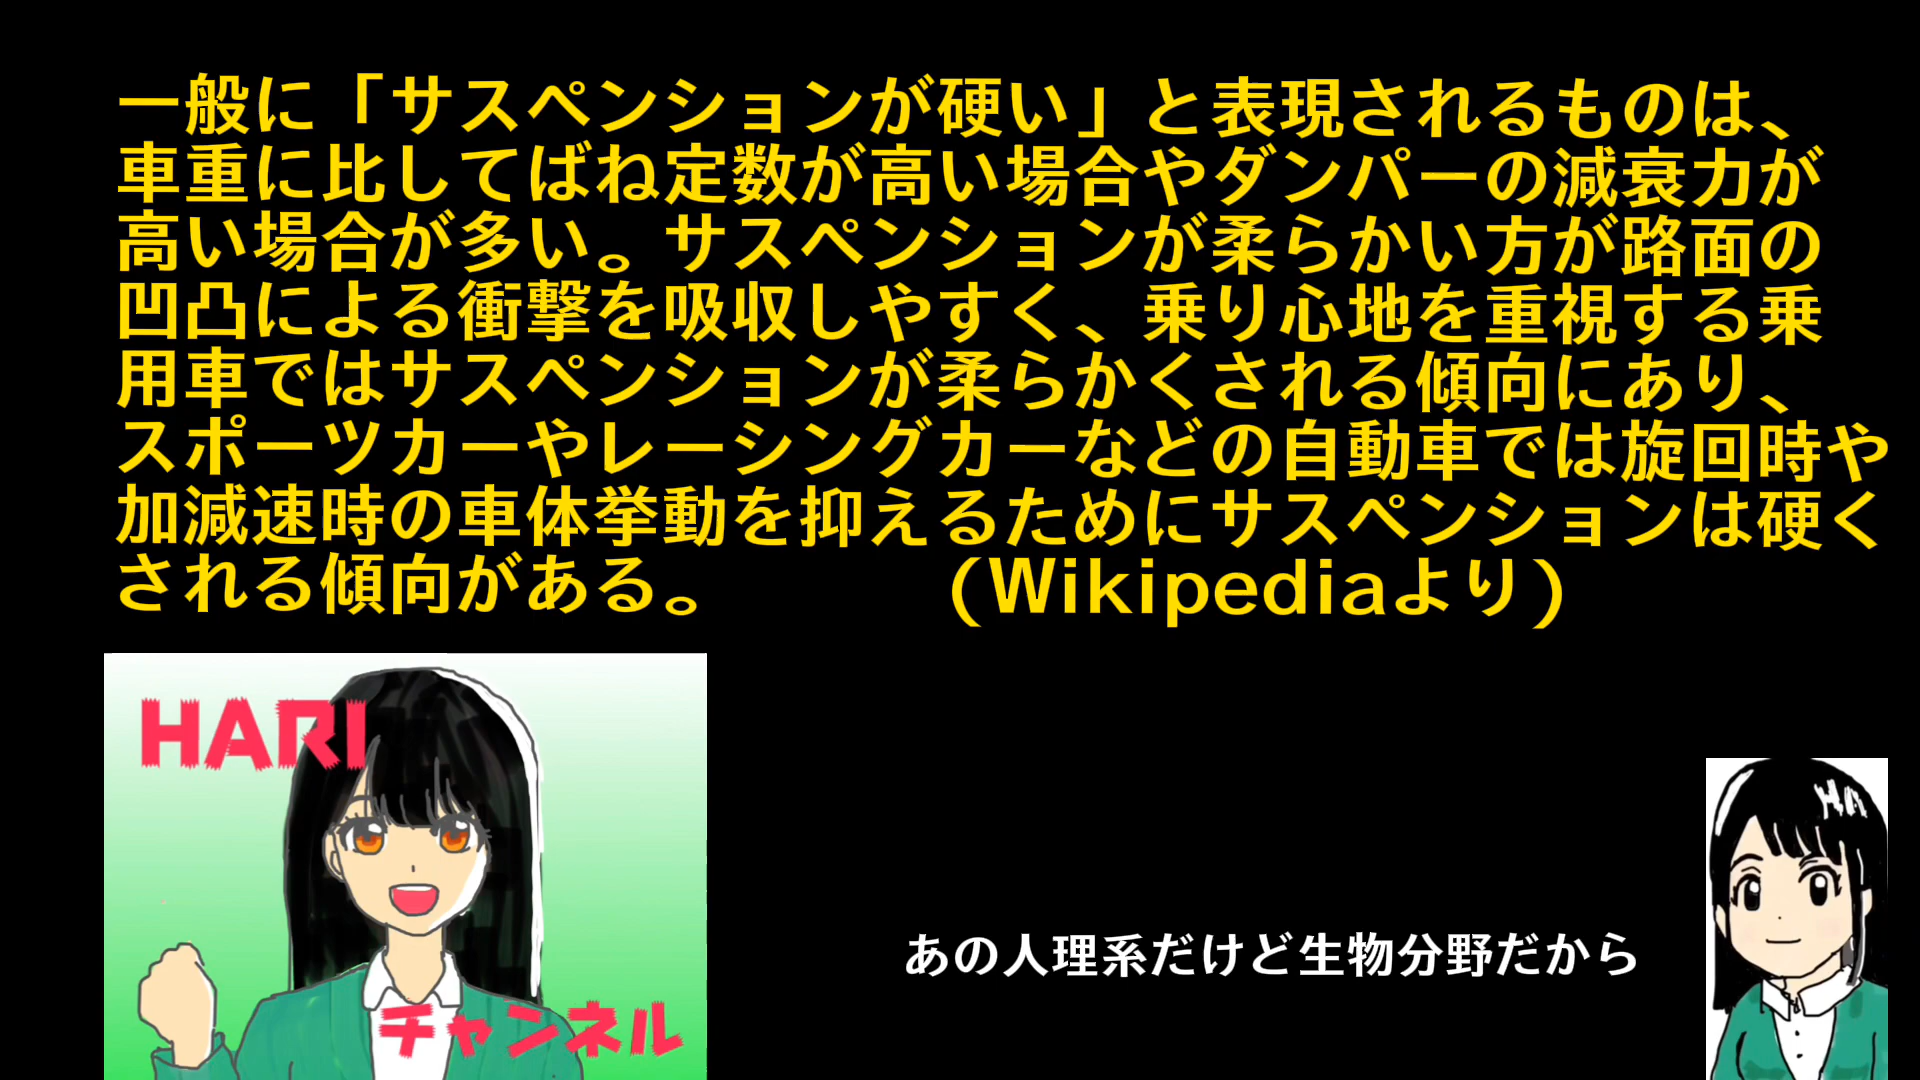 一般に「サスペンションが硬い」と表現されるものは、
車重に比してばね定数が高い場合やダンパーの減衰力が
高い場合が多い。サスペンションが柔らかい方が路面の
凹凸による衝撃を吸収しやすく、乗り心地を重視する乗
用車ではサスペンションが柔らかくされる傾向にあり、
スポーツカーやレーシングカーなどの自動車では旋回時や
加減速時の車体挙動を抑えるためにサスペンションは硬く
される傾向がある。 (Wikipediaより)
HARI
チャンネル
あの人理系だけど生物分野だから